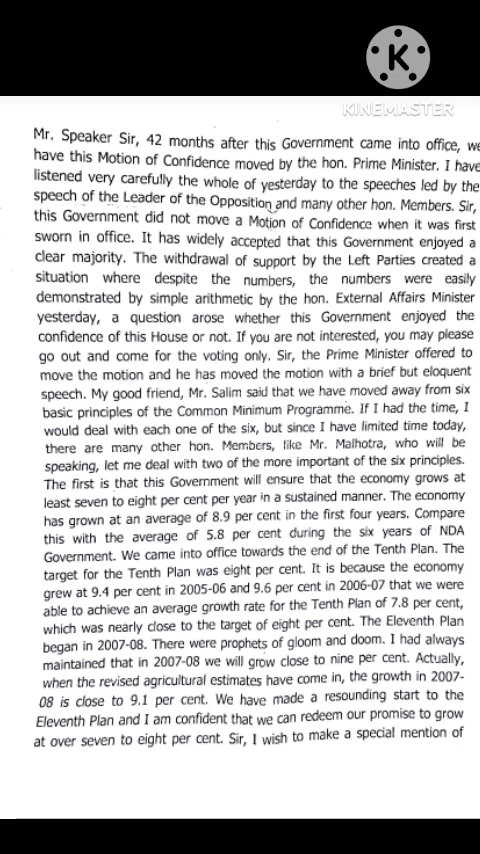 K
KINEMASTER
Mr. Speaker Sir, 42 months after this Government came into office, we
have this Motion of Confidence moved by the hon. Prime Minister. I have
listened very carefully the whole of yesterday to the speeches led by the
speech of the Leader of the Opposition and many other hon. Members. Sir,
this Government did not move a Motion of Confidence when it was first
sworn in office. It has widely accepted that this Government enjoyed a
clear majority. The withdrawal of support by the Left Parties created a
situation where despite the numbers, the numbers were easily
demonstrated by simple arithmetic by the hon. External Affairs Minister
yesterday, a question arose whether this Government enjoyed the
confidence of this House or not. If you are not interested, you may please
go out and come for the voting only. Sir, the Prime Minister offered to
move the motion and he has moved the motion with a brief but eloquent
speech. My good friend, Mr. Salim said that we have moved away from six
basic principles of the Common Minimum Programme. If I had the time, I
would deal with each one of the six, but since I have limited time today,
there are many other hon. Members, like Mr. Malhotra, who will be
speaking, let me deal with two of the more important of the six principles.
The first is that this Government will ensure that the economy grows at
least seven to eight per cent per year in a sustained manner. The economy
has grown at an average of 8.9 per cent in the first four years. Compare
this with the average of 5.8 per cent during the six years of NDA
Government. We came into office towards the end of the Tenth Plan. The
target for the Tenth Plan was eight per cent. It is because the economy
grew at 9.4 per cent in 2005-06 and 9.6 per cent in 2006-07 that we were
able to achieve an average growth rate for the Tenth Plan of 7.8 per cent,
which was nearly close to the target of eight per cent. The Eleventh Plan
began in 2007-08. There were prophets of gloom and doom. I had always
maintained that in 2007-08 we will grow close to nine per cent. Actually,
when the revised agricultural estimates have come in, the growth in 2007-
08 is close to 9.1 per cent. We have made a resounding start to the
Eleventh Plan and I am confident that we can redeem our promise to grow
at over seven to eight per cent. Sir, I wish to make a special mention of